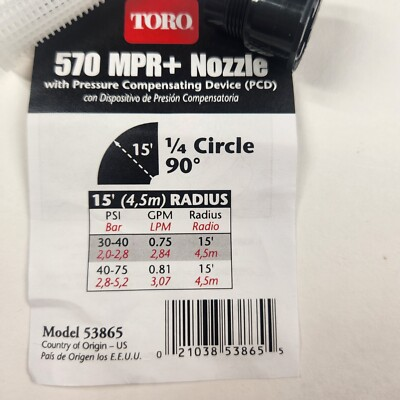 TORO
570 MPR+ Nozzle
with Pressure Compensating Device (PCD)
con Dispositivo de Presión Compensatoria
15'
¼ Circle
90°
15' (4,5m) RADIUS
PSI GPM Radius
Bar LPM Radio
30-40 0.75 15'
2,0-2,8 2,84 4,5m
40-75 0.81 15'
2,8-5,2 3,07 4,5m
Model 53865
Country of Origin – US
País de Origen los E.E.U.U.
0 21038 53865 5